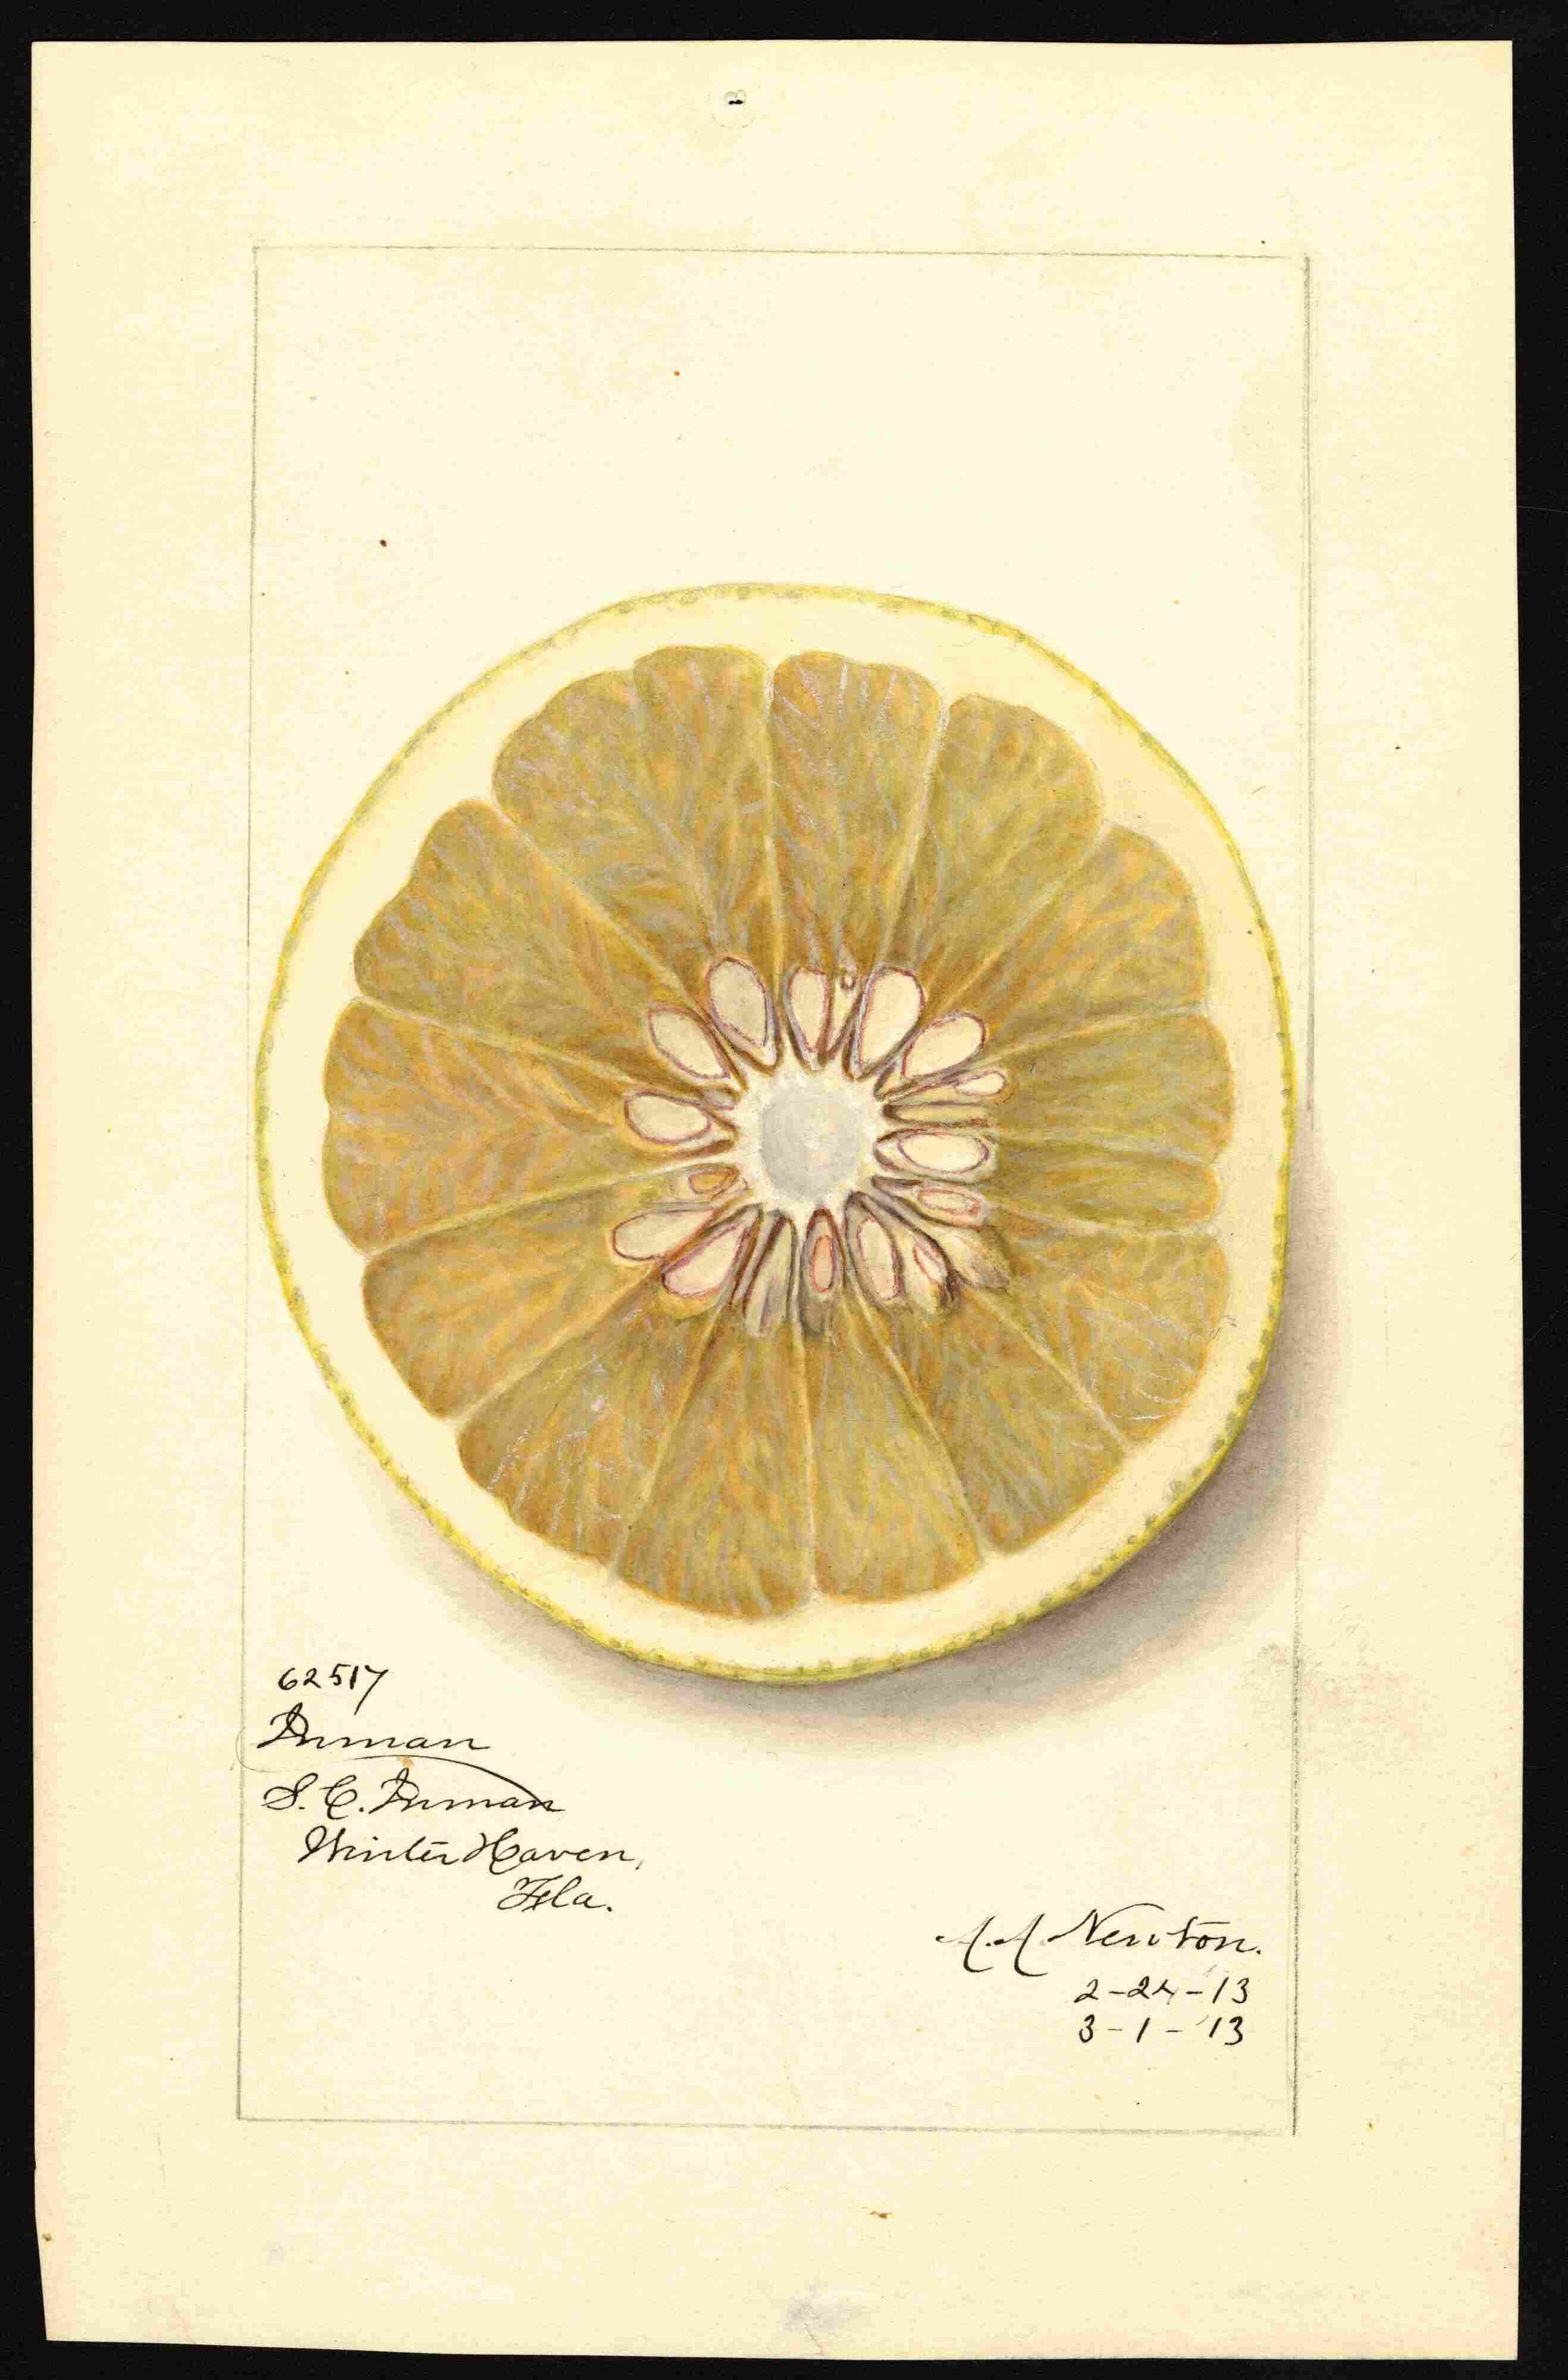 62517
Inman
S. C. Inman
Winter Haven,
Fla.
A. A. Newton.
2-24-13
3-1-13